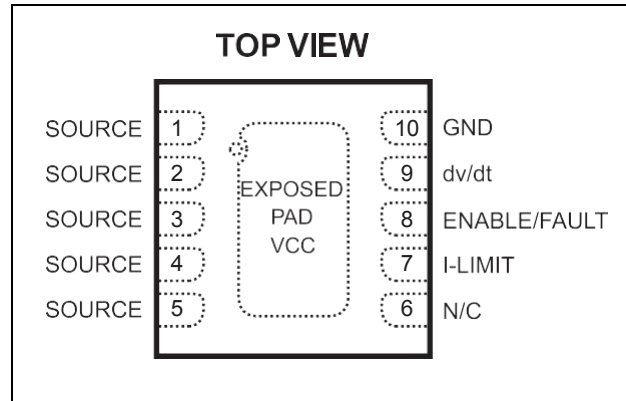 TOP VIEW
SOURCE 1
SOURCE 2
SOURCE 3
SOURCE 4
SOURCE 5
EXPOSED
PAD
VCC
10 GND
9 dv/dt
8 ENABLE/FAULT
7 I-LIMIT
6 N/C